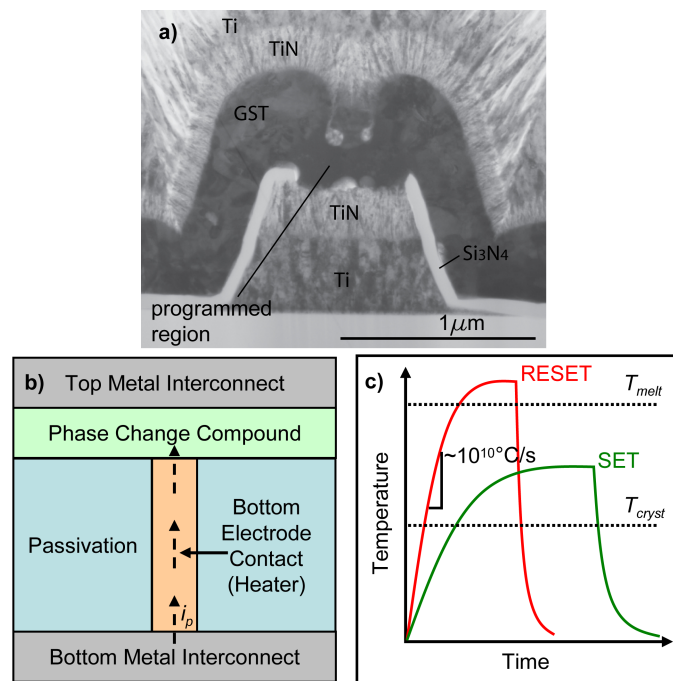 a)
Ti
TiN
GST
TiN
Si₃N₄
Ti
programmed
region
1μm
b)
Top Metal Interconnect
Phase Change Compound
Passivation
Bottom
Electrode
Contact
(Heater)
iₚ
Bottom Metal Interconnect
c)
RESET
Tₘₑₗₜ
~10¹⁰°C/s
SET
T_cryst
Temperature
Time